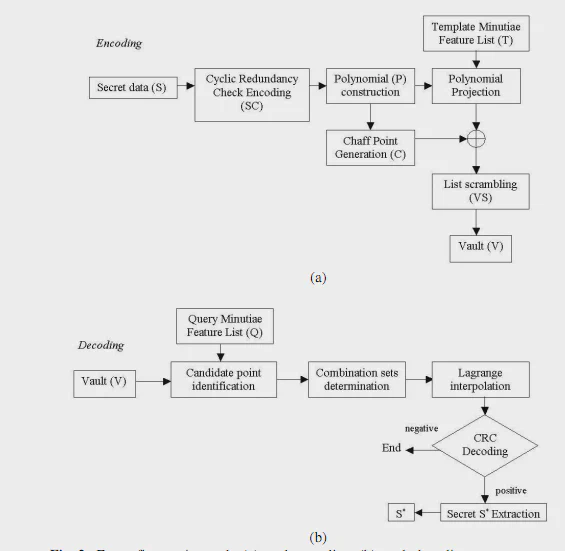 Encoding
Template Minutiae
Feature List (T)
Secret data (S)
Cyclic Redundancy
Check Encoding
(SC)
Polynomial (P)
construction
Polynomial
Projection
Chaff Point
Generation (C)
List scrambling
(VS)
Vault (V)
(a)
Query Minutiae
Feature List (Q)
Decoding
Vault (V)
Candidate point
identification
Combination sets
determination
Lagrange
interpolation
negative
CRC
Decoding
End
positive
S*
Secret S* Extraction
(b)